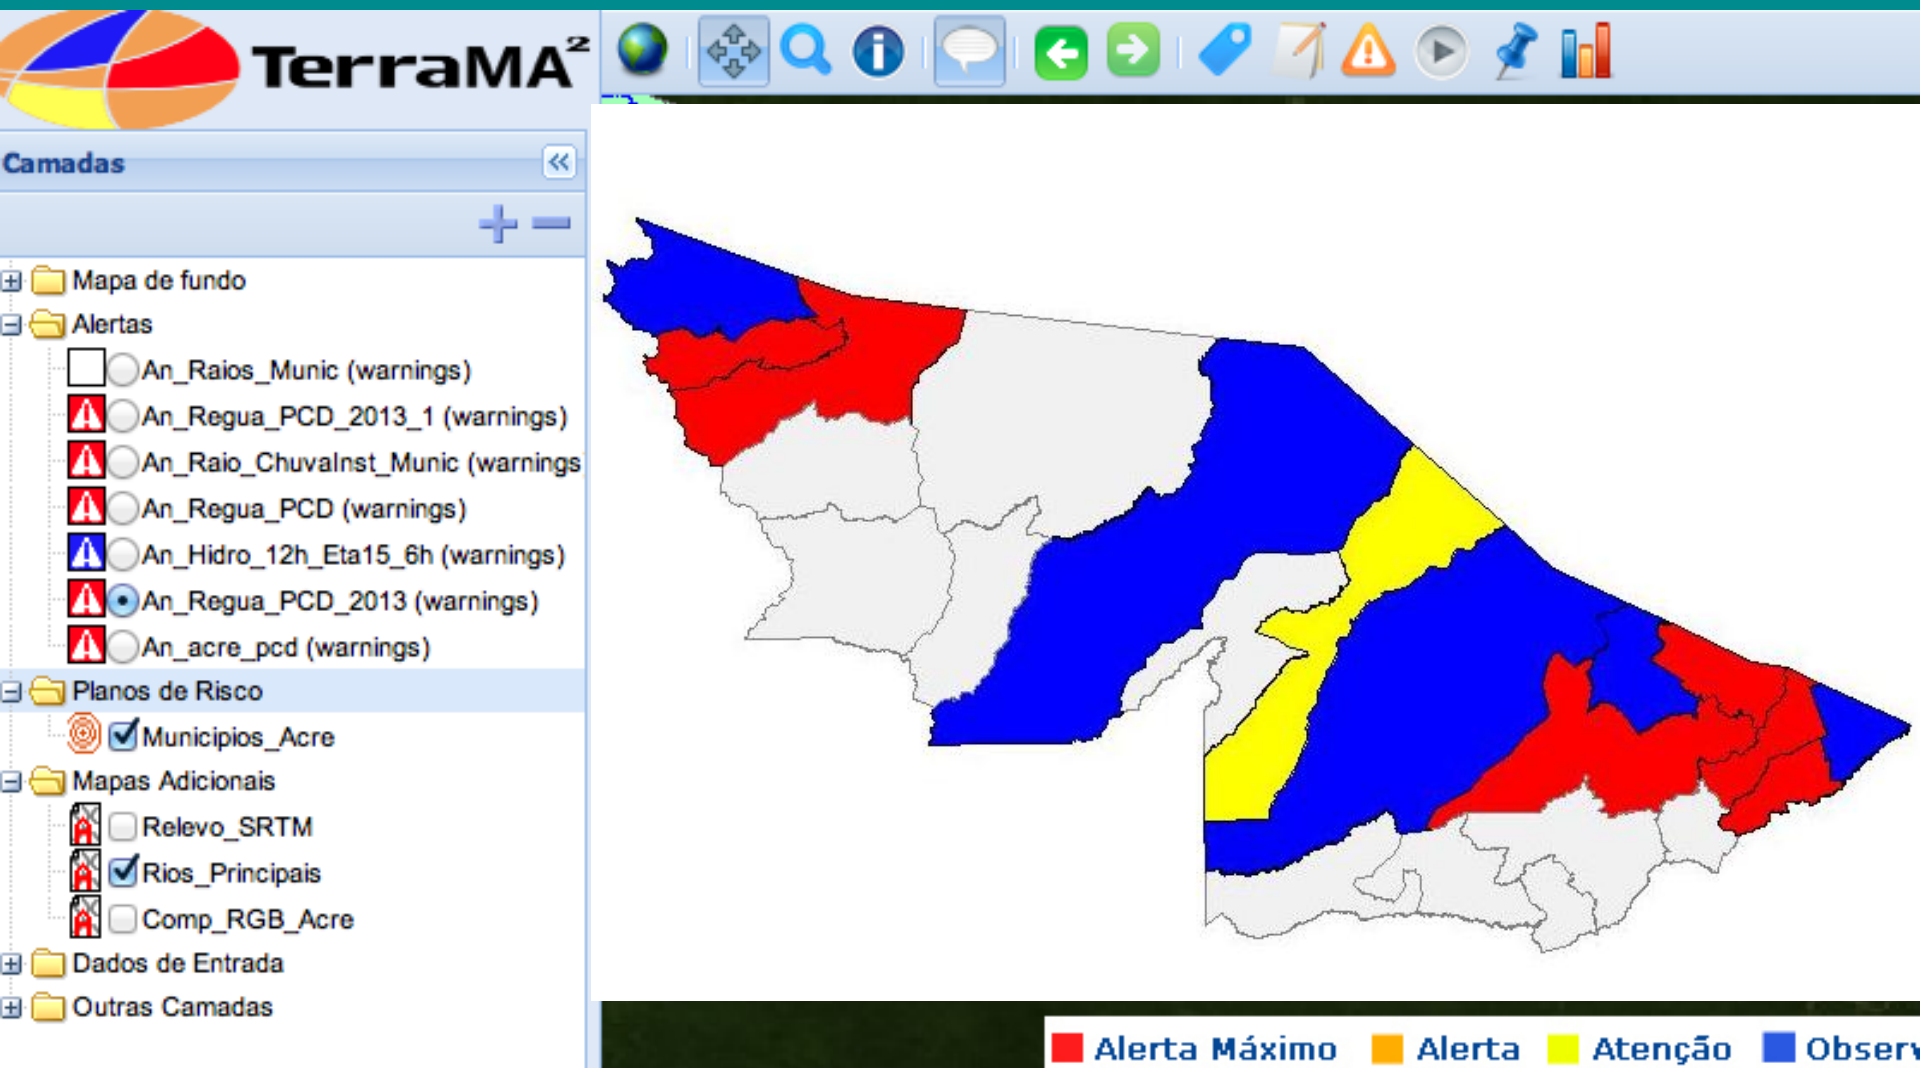 TerraMA²
Camadas
Mapa de fundo
Alertas
An_Raios_Munic (warnings)
An_Regua_PCD_2013_1 (warnings)
An_Raio_ChuvaInst_Munic (warnings
An_Regua_PCD (warnings)
An_Hidro_12h_Eta15_6h (warnings)
An_Regua_PCD_2013 (warnings)
An_acre_pcd (warnings)
Planos de Risco
Municipios_Acre
Mapas Adicionais
Relevo_SRTM
Rios_Principais
Comp_RGB_Acre
Dados de Entrada
Outras Camadas
Alerta Máximo Alerta Atenção Observ